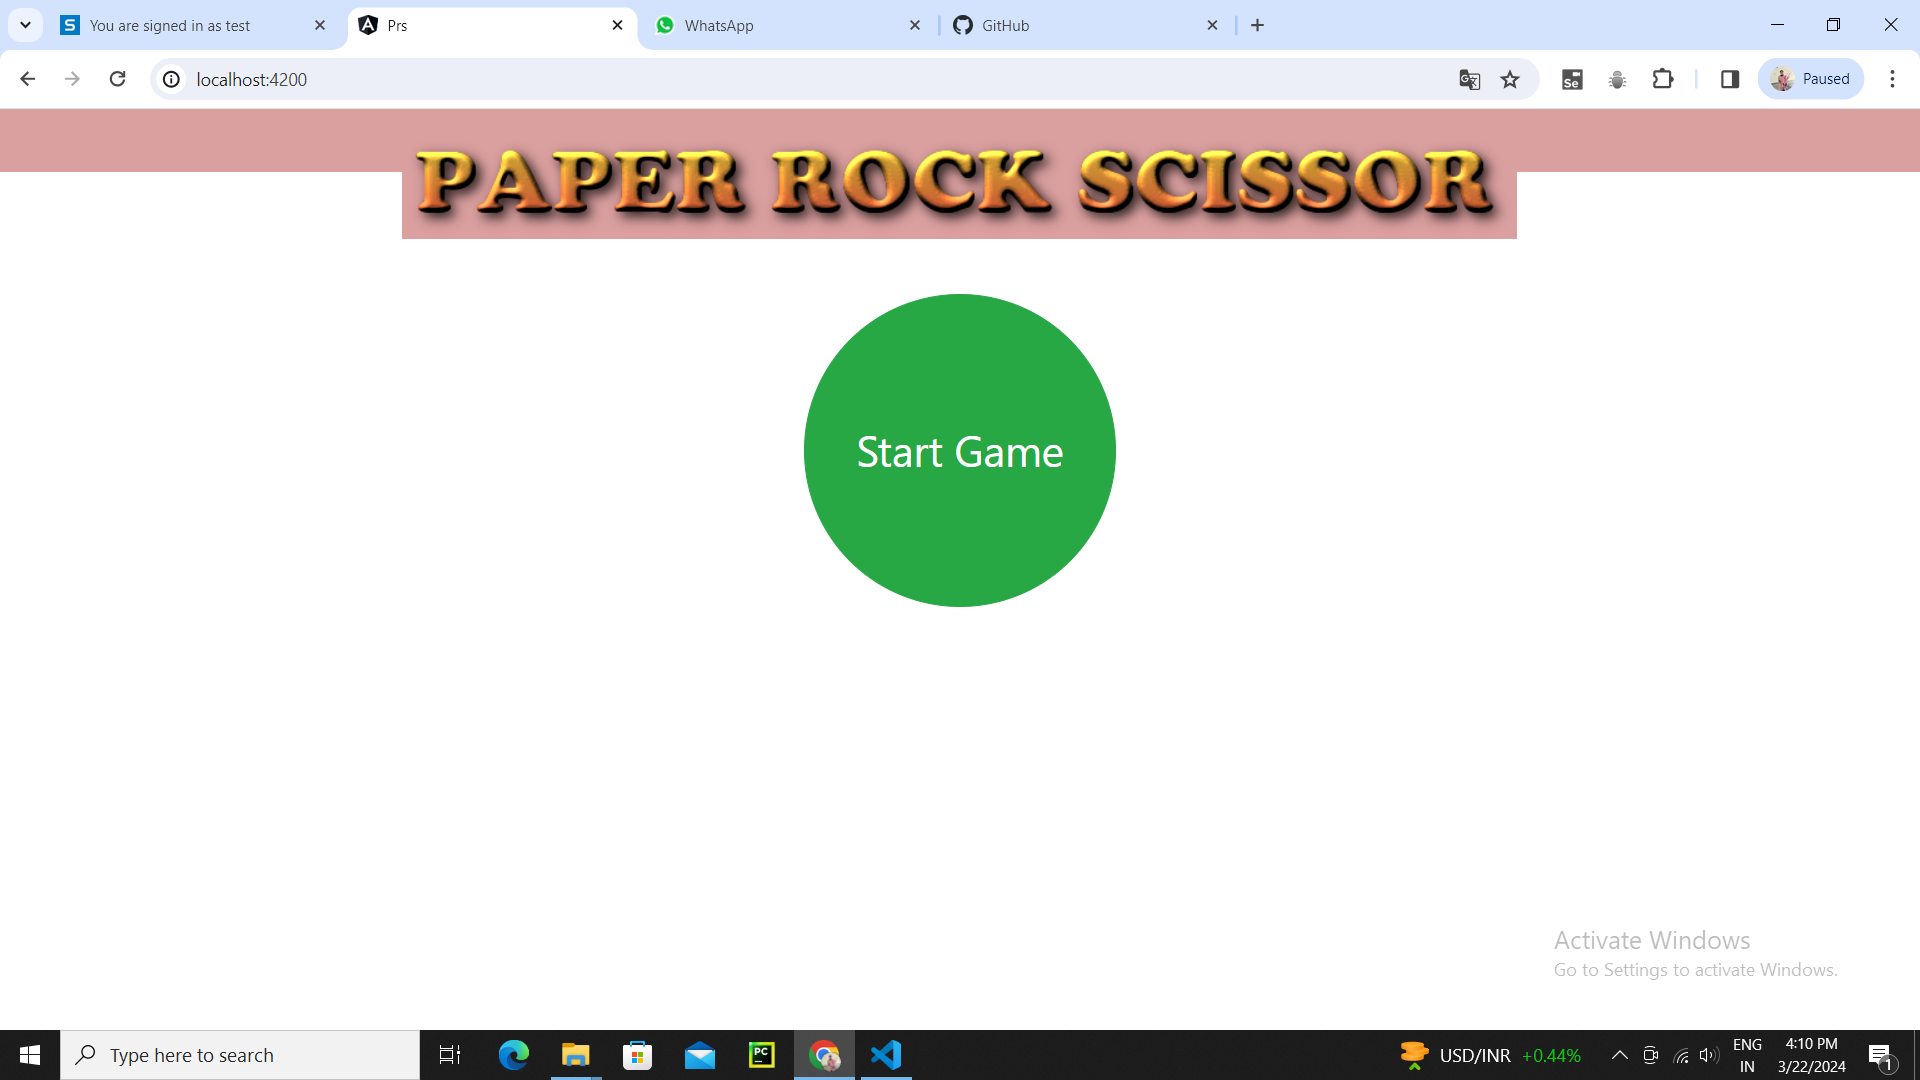 You are signed in as test
Prs
WhatsApp
GitHub
localhost:4200
Se
Paused
PAPER ROCK SCISSOR
Start Game
Activate Windows
Go to Settings to activate Windows.
Type here to search
PC
USD/INR +0.44%
ENG
IN
4:10 PM
3/22/2024
1